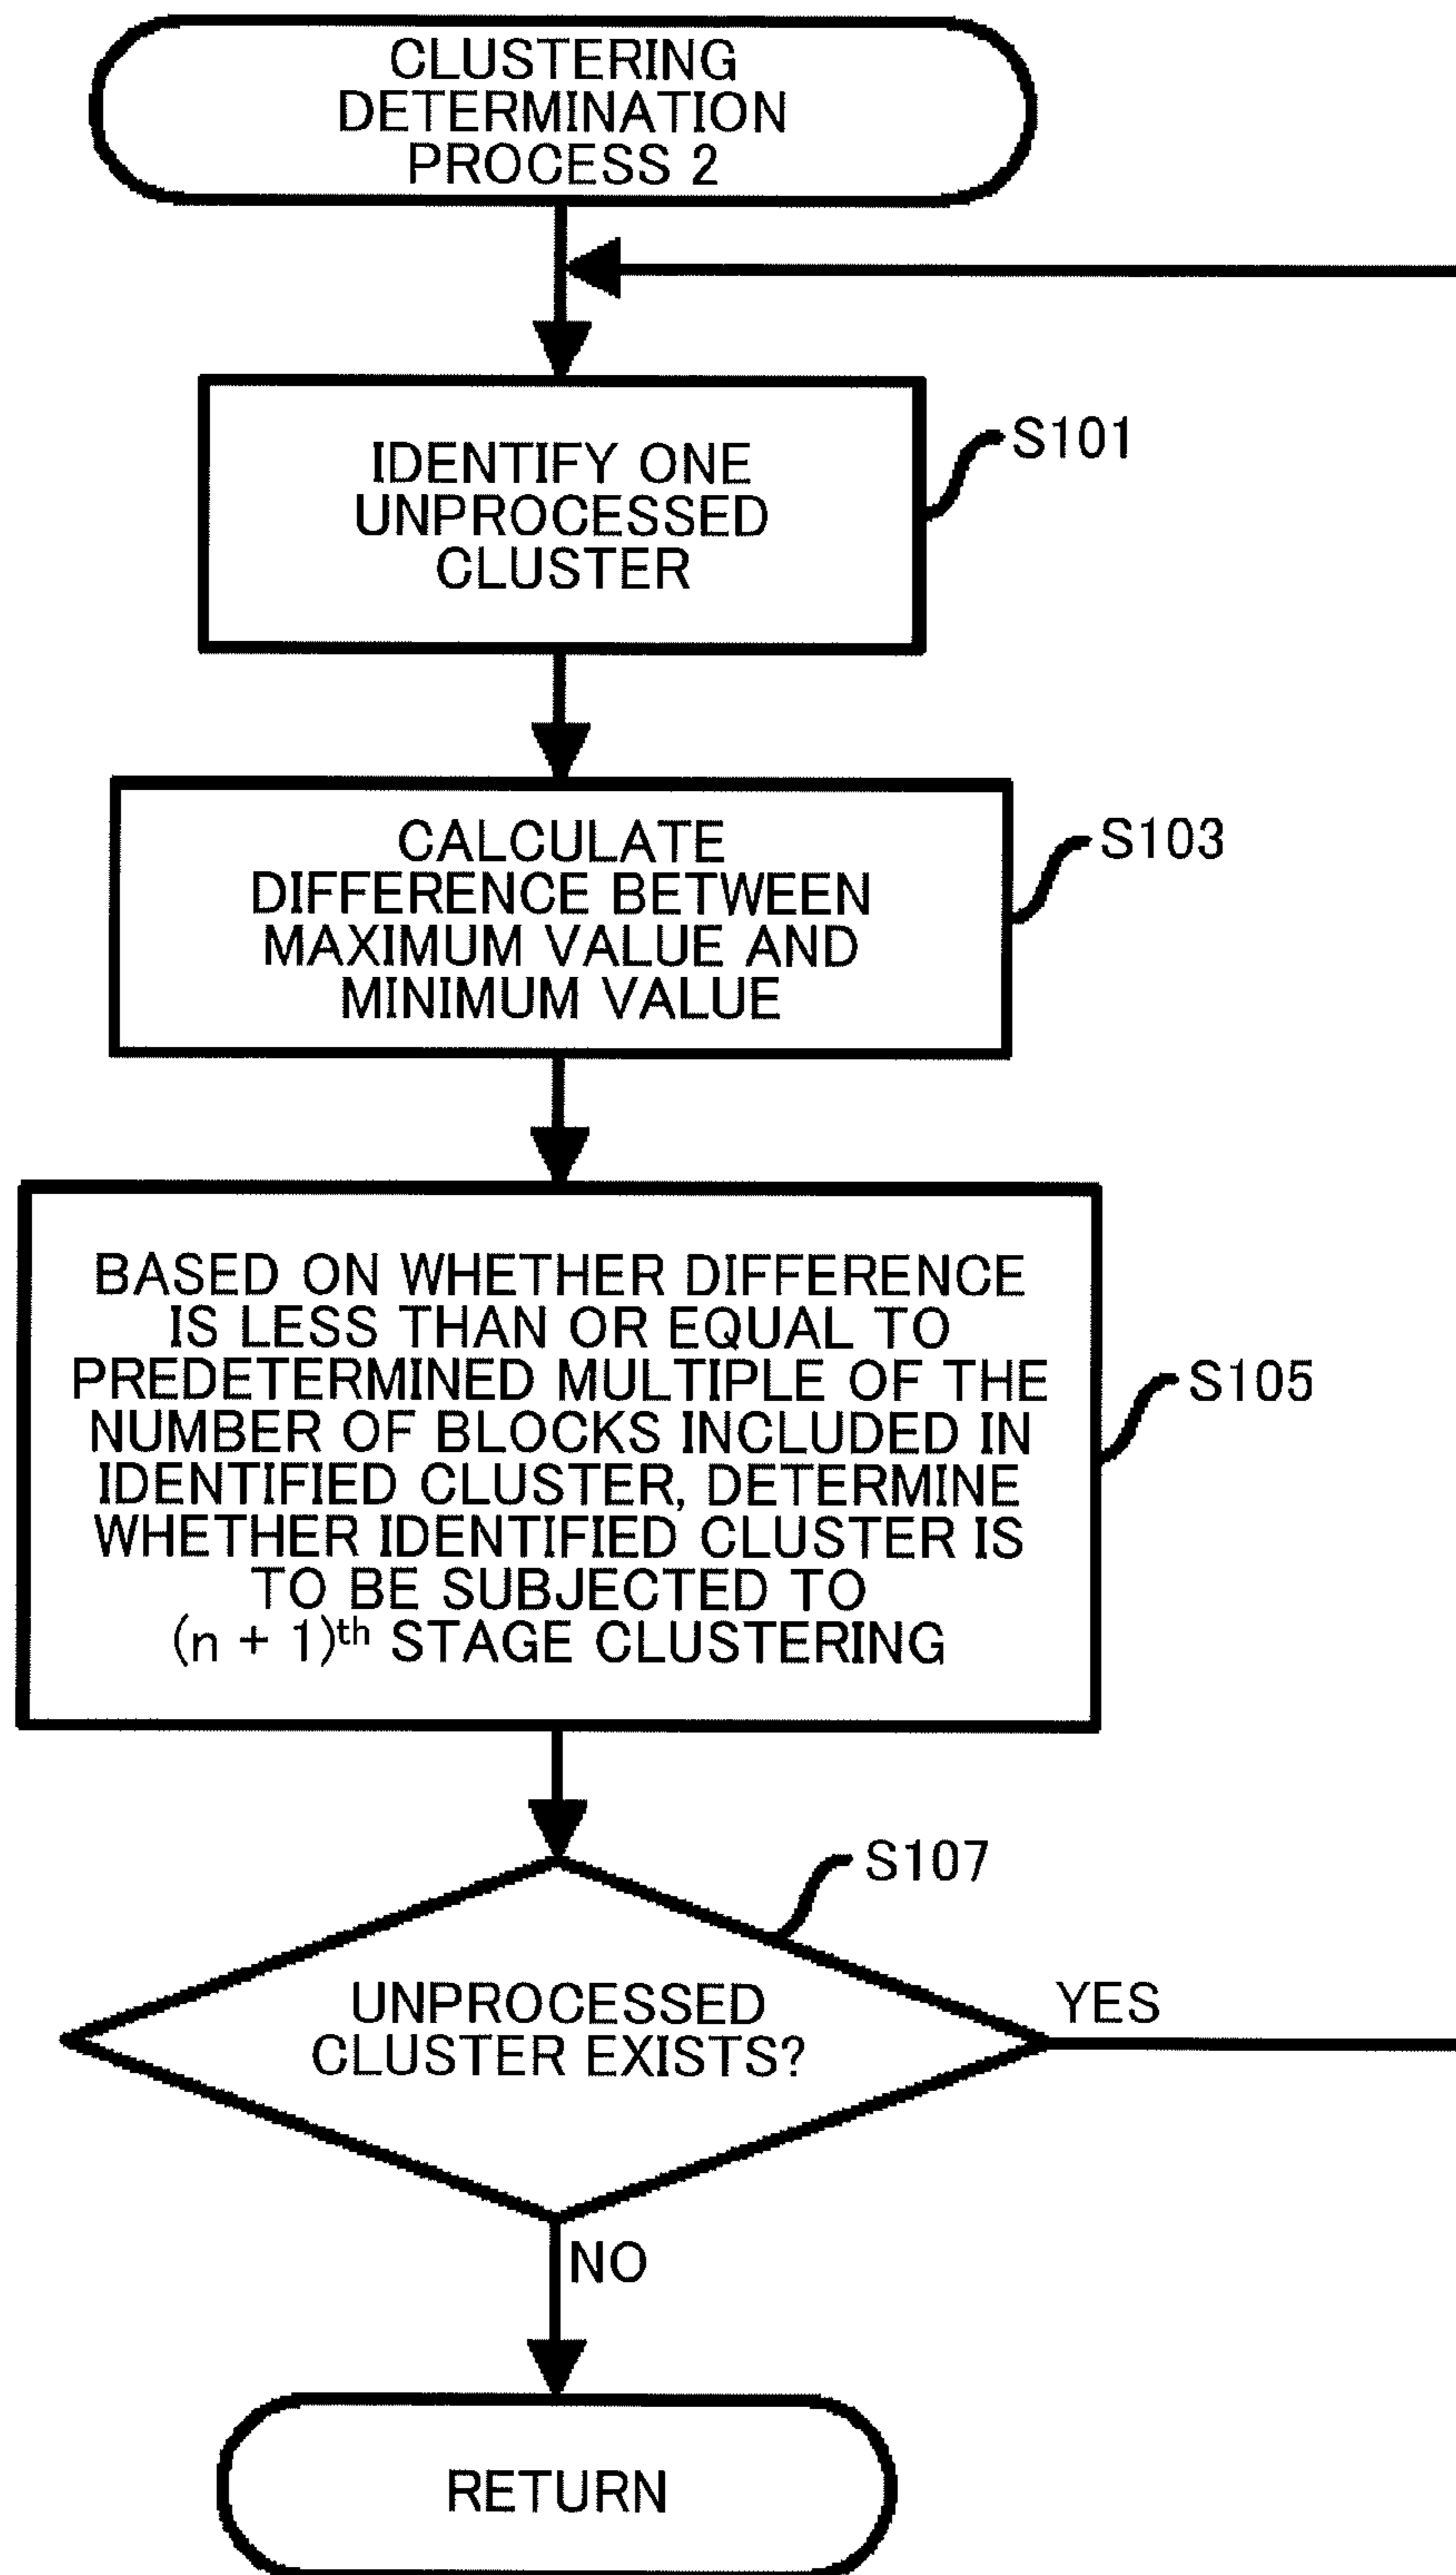 CLUSTERING
DETERMINATION
PROCESS 2
IDENTIFY ONE
UNPROCESSED
CLUSTER
S101
CALCULATE
DIFFERENCE BETWEEN
MAXIMUM VALUE AND
MINIMUM VALUE
S103
BASED ON WHETHER DIFFERENCE
IS LESS THAN OR EQUAL TO
PREDETERMINED MULTIPLE OF THE
NUMBER OF BLOCKS INCLUDED IN
IDENTIFIED CLUSTER, DETERMINE
WHETHER IDENTIFIED CLUSTER IS
TO BE SUBJECTED TO
(n + 1)th STAGE CLUSTERING
S105
S107
UNPROCESSED
CLUSTER EXISTS?
YES
NO
RETURN